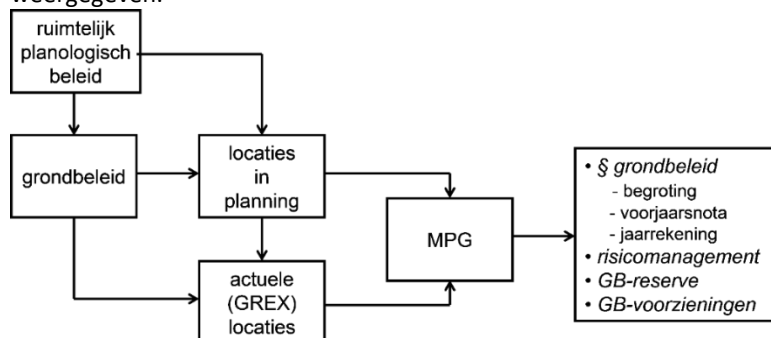 weergegeven.
ruimtelijk
planologisch
beleid
grondbeleid
locaties
in
planning
actuele
(GREX)
locaties
MPG
• § grondbeleid
- begroting
- voorjaarsnota
- jaarrekening
• risicomanagement
• GB-reserve
• GB-voorzieningen